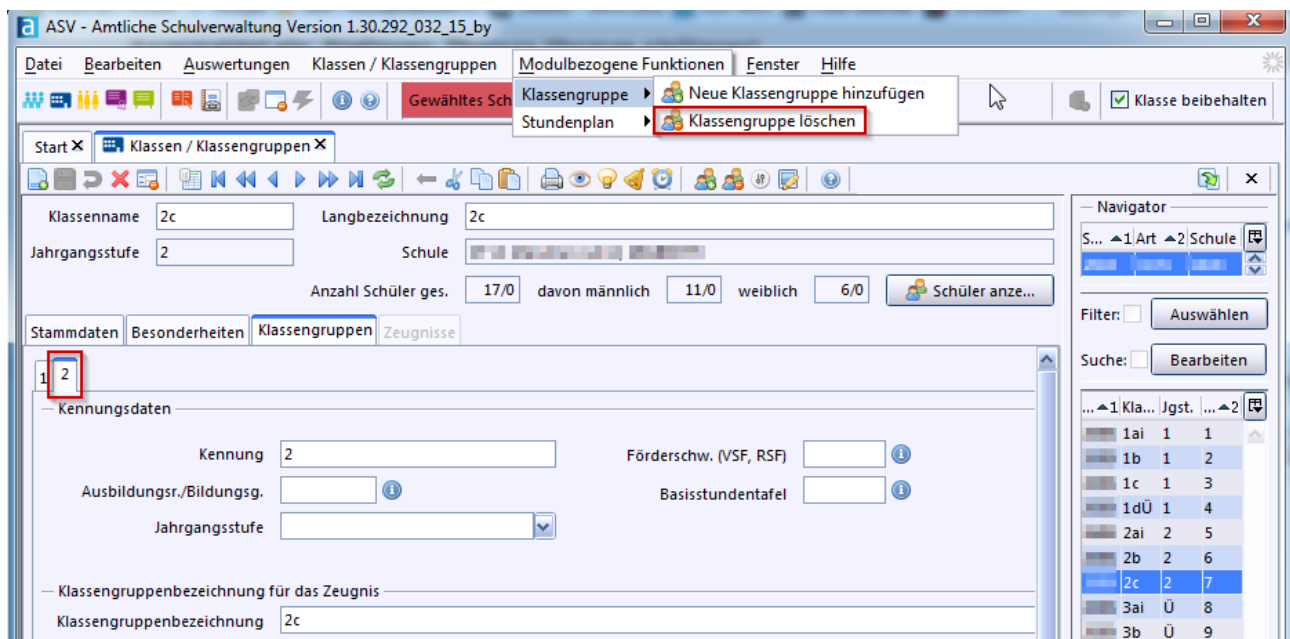 ASV - Amtliche Schulverwaltung Version 1.30.292_032_15_by
Datei Bearbeiten Auswertungen Klassen / Klassengruppen Modulbezogene Funktionen Fenster Hilfe
Gewähltes Sch
Klasse beibehalten
Klassengruppe
Neue Klassengruppe hinzufügen
Stundenplan
Klassengruppe löschen
Start Klassen / Klassengruppen
Klassenname 2c Langbezeichnung 2c
Jahrgangsstufe 2 Schule
Anzahl Schüler ges. 17/0 davon männlich 11/0 weiblich 6/0 Schüler anze...
Stammdaten Besonderheiten Klassengruppen Zeugnisse
1 2
Kennungsdaten
Kennung 2 Förderschw. (VSF, RSF)
Ausbildungsr./Bildungsg. Basisstundentafel
Jahrgangsstufe
Klassengruppenbezeichnung für das Zeugnis
Klassengruppenbezeichnung 2c
Navigator
S... 1 Art 2 Schule
Filter: Auswählen
Suche: Bearbeiten
... 1 Kla... Jgst. ... 2
1ai 1 1
1b 1 2
1c 1 3
1dÜ 1 4
2ai 2 5
2b 2 6
2c 2 7
3ai Ü 8
3b Ü 9